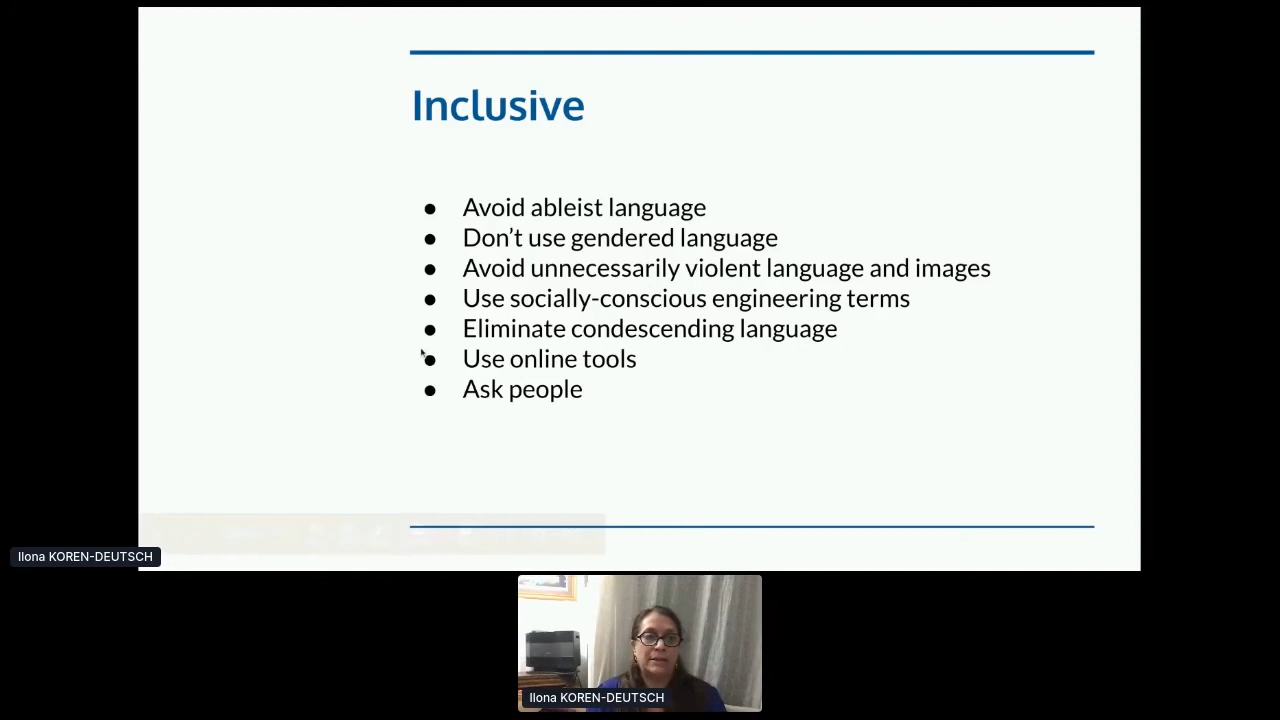 Inclusive
● Avoid ableist language
● Don’t use gendered language
● Avoid unnecessarily violent language and images
● Use socially-conscious engineering terms
● Eliminate condescending language
● Use online tools
● Ask people
Ilona KOREN-DEUTSCH
Ilona KOREN-DEUTSCH